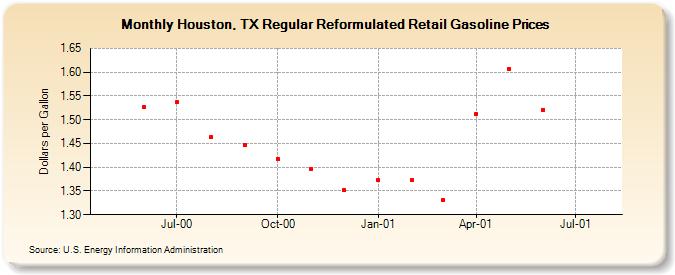 Monthly Houston, TX Regular Reformulated Retail Gasoline Prices
Dollars per Gallon
1.65
1.60
1.55
1.50
1.45
1.40
1.35
1.30
Jul-00 Oct-00 Jan-01 Apr-01 Jul-01
Source: U.S. Energy Information Administration